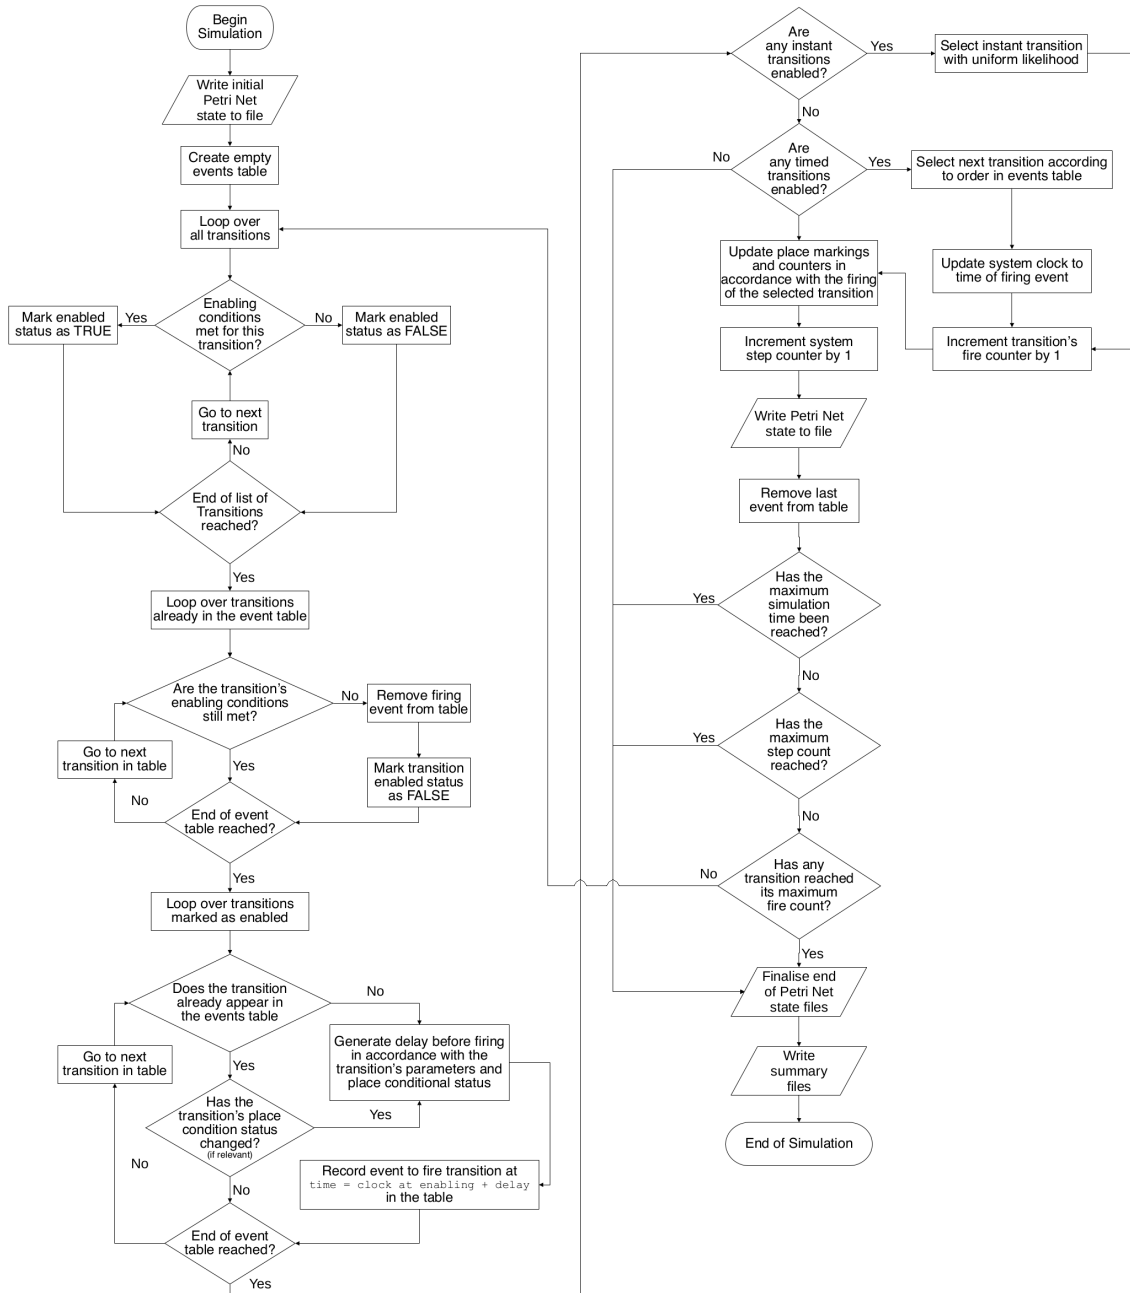 Begin
Simulation
Write initial
Petri Net
state to file
Create empty
events table
Loop over
all transitions
Enabling
conditions
met for this
transition?
Yes
No
Mark enabled
status as TRUE
Mark enabled
status as FALSE
Go to next
transition
No
End of list of
Transitions
reached?
Yes
Loop over transitions
already in the event table
Are the transition's
enabling conditions
still met?
No
Remove firing
event from table
Go to next
transition in table
Yes
Mark transition
enabled status
as FALSE
No
End of event
table reached?
Yes
Loop over transitions
marked as enabled
Does the transition
already appear in
the events table
No
Generate delay before firing
in accordance with the
transition's parameters and
place conditional status
Go to next
transition in table
Yes
Has the
transition's place
condition status
changed?
(if relevant)
Yes
No
Record event to fire transition at
time = clock at enabling + delay
in the table
No
End of event
table reached?
Yes
Are
any instant
transitions
enabled?
Yes
Select instant transition
with uniform likelihood
No
Are
any timed
transitions
enabled?
No
Yes
Select next transition according
to order in events table
Update place markings
and counters in
accordance with the firing
of the selected transition
Update system clock to
time of firing event
Increment system
step counter by 1
Increment transition's
fire counter by 1
Write Petri Net
state to file
Remove last
event from table
Has the
maximum
simulation
time been
reached?
Yes
No
Has the
maximum
step count
reached?
Yes
No
Has any
transition reached
its maximum
fire count?
No
Yes
Finalise end
of Petri Net
state files
Write
summary
files
End of Simulation